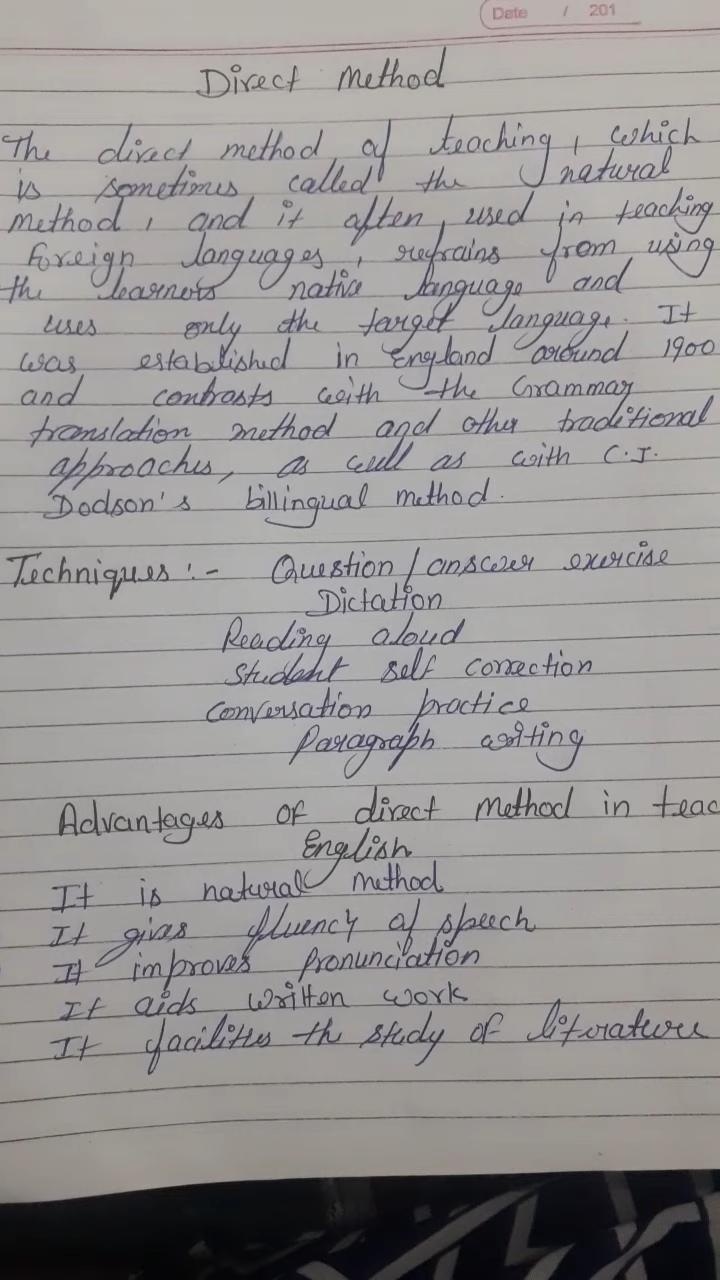 Date / 201
Direct Method
The direct method of teaching, which
is sometimes called the natural
method, and it often used in teaching
foreign languages, refrains from using
the learners native language and
uses only the target language. It
was established in England around 1900
and contrasts with the Grammar
translation method and other traditional
approaches, as well as with C.J.
Dodson's billingual method.
Techniques :- Question / answer exercise
Dictation
Reading aloud
Student self correction
Conversation practice
Paragraph writing
Advantages of direct method in teac
English
It is natural method
It gives fluency of speech
It improves pronunciation
It aids written work
It facilities the study of literature